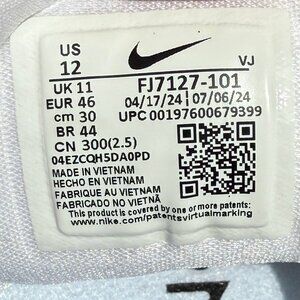 US
12
VJ
UK 11
FJ7127-101
EUR 46
04/17/24 07/06/24
cm 30
UPC 00197600679399
BR 44
CN 300(2.5)
04EZCQH5DA0PD
MADE IN VIETNAM
HECHO EN VIETNAM
FABRIQUÉ AU VIETNAM
FABRICADO NO VIETNÃ
This product is covered by one or more patents
www.nike.com/patentsvirtualmarking